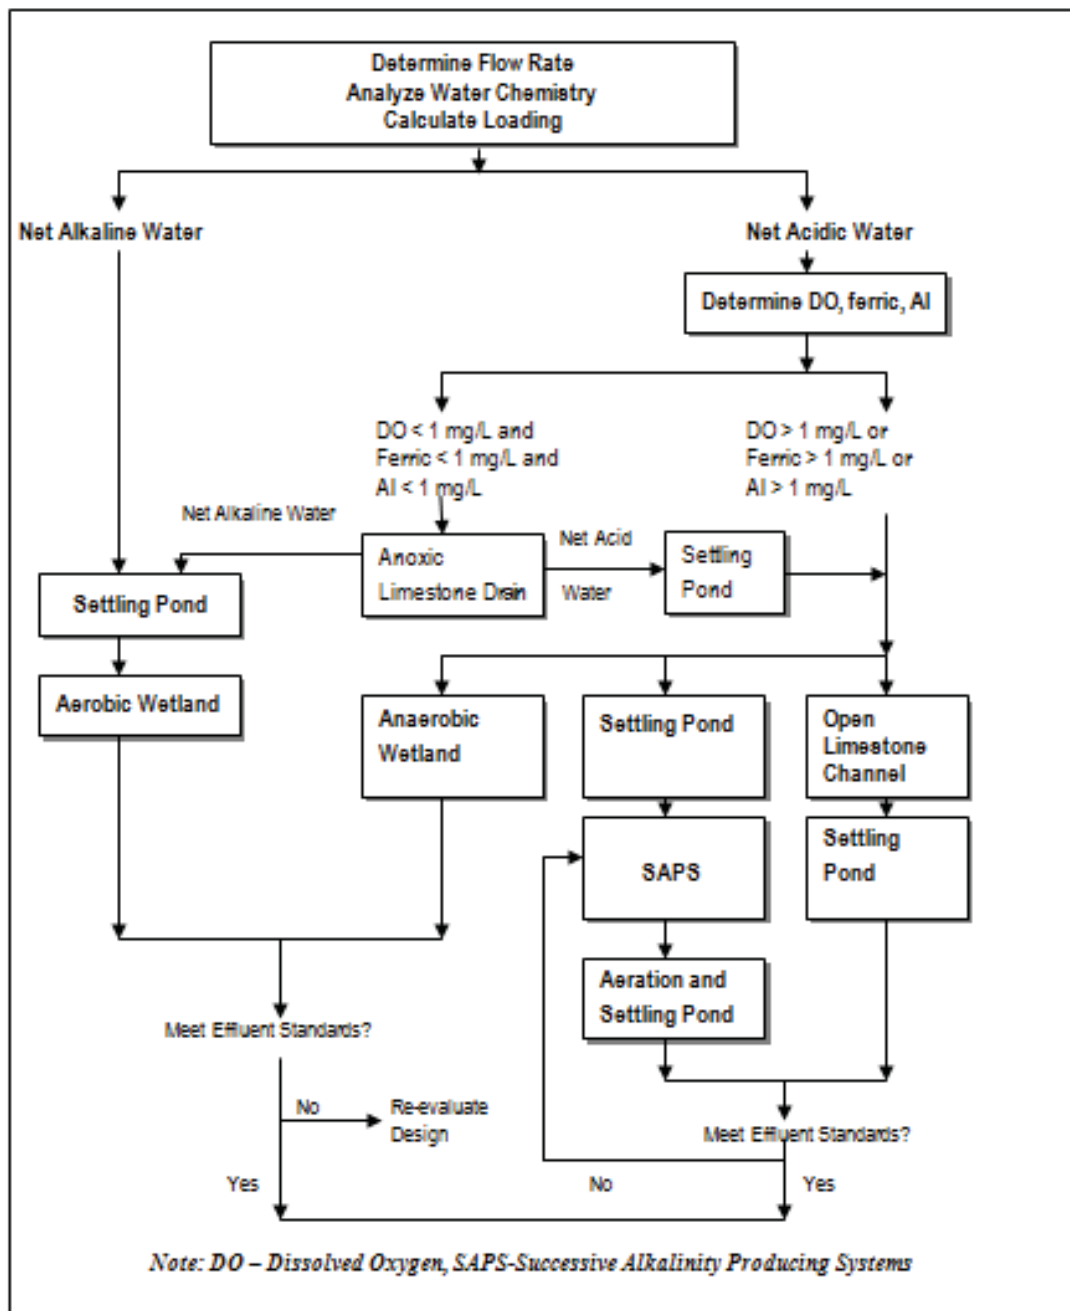 Determine Flow Rate
Analyze Water Chemistry
Calculate Loading
Net Alkaline Water
Net Acidic Water
Determine DO, ferric, Al
DO < 1 mg/L and
Ferric < 1 mg/L and
Al < 1 mg/L
DO > 1 mg/L or
Ferric > 1 mg/L or
Al > 1 mg/L
Net Alkaline Water
Anoxic
Limestone Drain
Net Acid
Water
Settling
Pond
Settling Pond
Aerobic Wetland
Anaerobic
Wetland
Settling Pond
Open
Limestone
Channel
SAPS
Settling
Pond
Aeration and
Settling Pond
Meet Effluent Standards?
No
Re-evaluate
Design
Yes
Meet Effluent Standards?
No
Yes
Note: DO – Dissolved Oxygen, SAPS-Successive Alkalinity Producing Systems